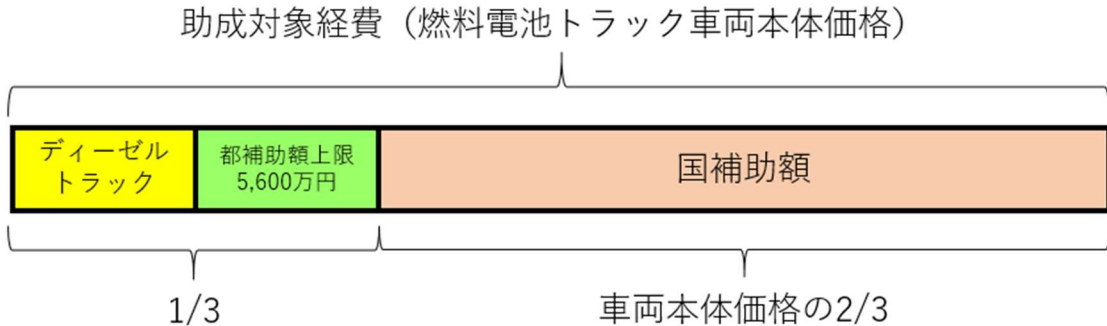 助成対象経費（燃料電池トラック車両本体価格）
ディーゼル
トラック
都補助額上限
5,600万円
国補助額
1/3
車両本体価格の2/3